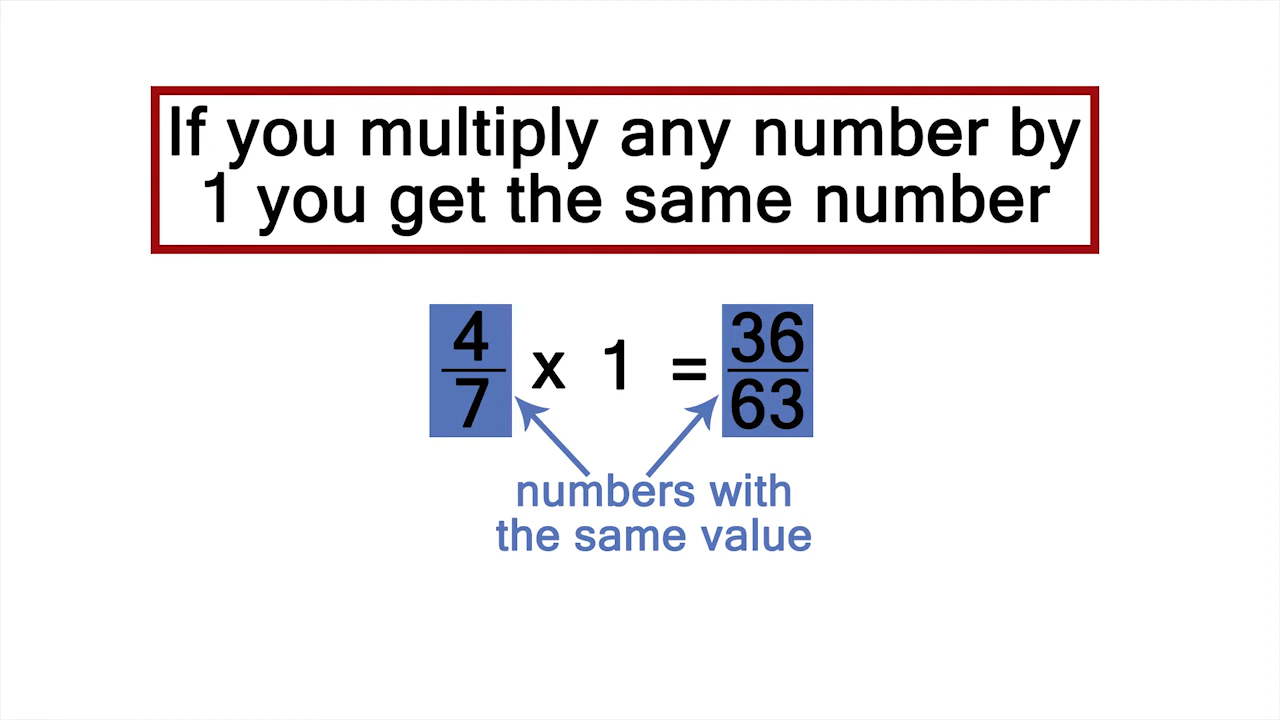 If you multiply any number by
1 you get the same number
4/7 x 1 = 36/63
numbers with
the same value